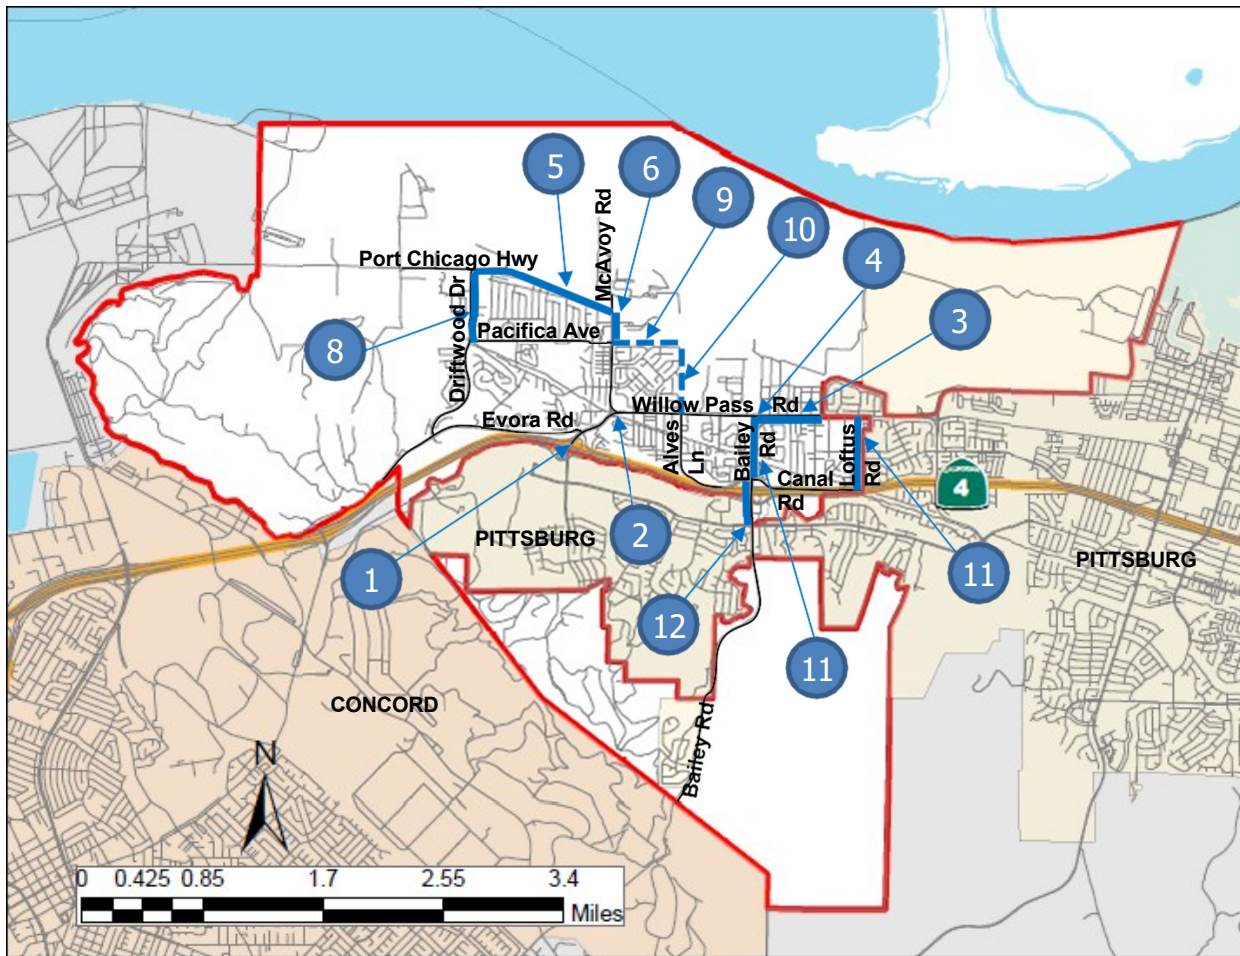 5
6
9
10
4
3
McAvoy Rd
Port Chicago Hwy
8
Driftwood Dr
Pacifica Ave
Willow Pass Rd
Evora Rd
Alves
Ln
Bailey
Rd
Loftus
Rd
Canal
Rd
4
PITTSBURG
2
1
11
PITTSBURG
12
11
CONCORD
Bailey Rd
N
0 0.425 0.85 1.7 2.55 3.4
Miles